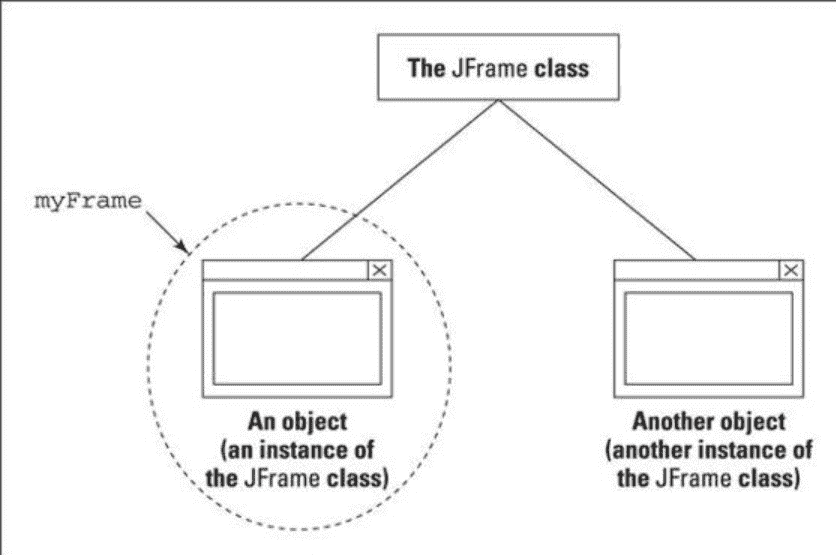 The JFrame class
myFrame
An object
(an instance of
the JFrame class)
Another object
(another instance of
the JFrame class)